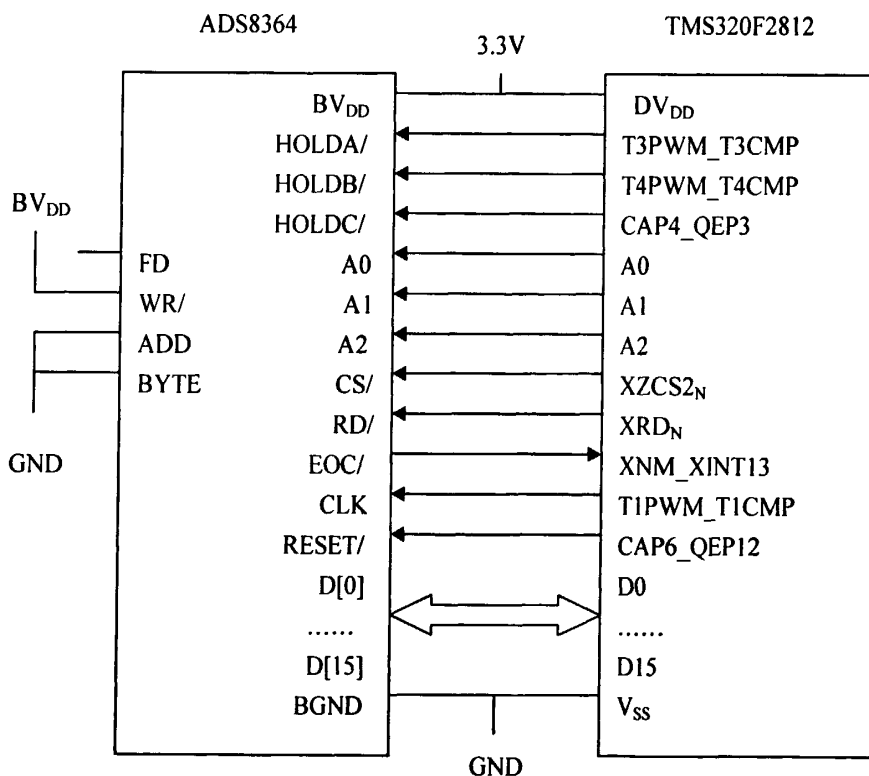 ADS8364
TMS320F2812
3.3V
BVDD
GND
FD
WR/
ADD
BYTE
BVDD
HOLDA/
HOLDB/
HOLDC/
A0
A1
A2
CS/
RD/
EOC/
CLK
RESET/
D[0]
......
D[15]
BGND
DVDD
T3PWM_T3CMP
T4PWM_T4CMP
CAP4_QEP3
A0
A1
A2
XZCS2N
XRDN
XNM_XINT13
T1PWM_T1CMP
CAP6_QEP12
D0
......
D15
VSS
GND